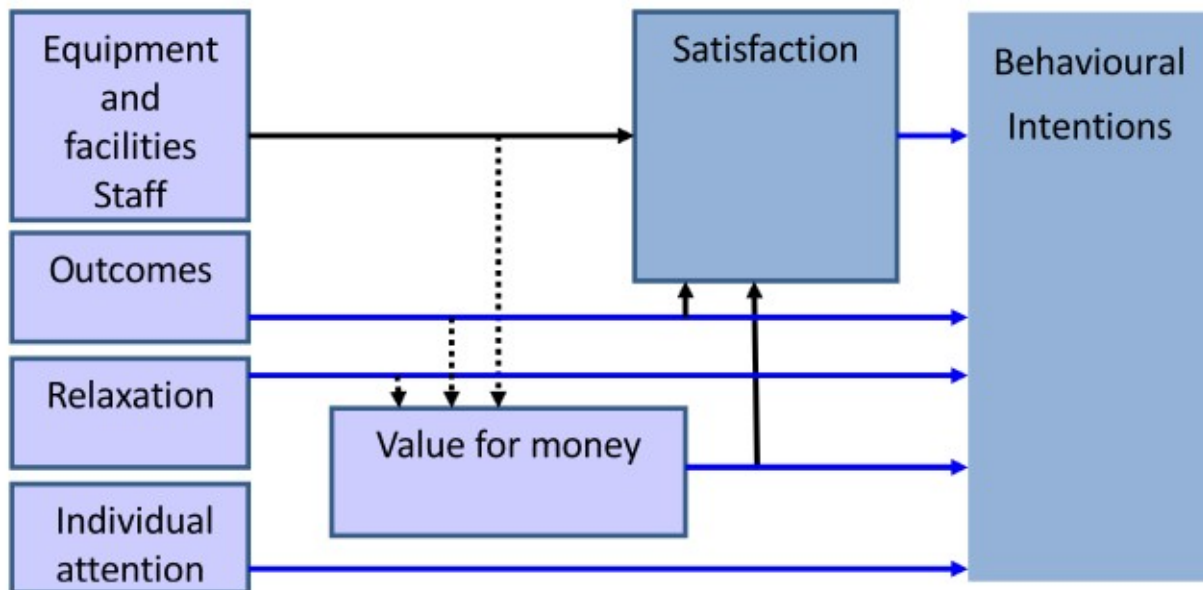 Equipment
and
facilities
Staff
Satisfaction
Behavioural
Intentions
Outcomes
Relaxation
Value for money
Individual
attention